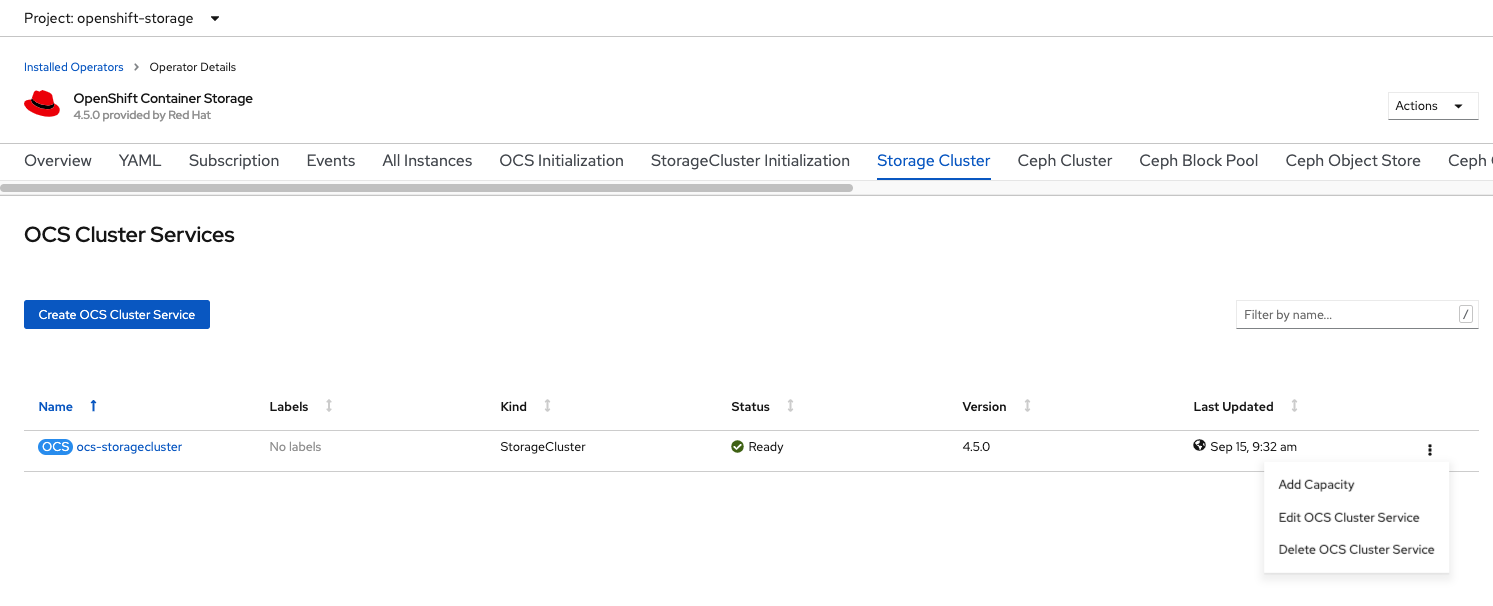 Project: openshift-storage
Installed Operators > Operator Details
OpenShift Container Storage
4.5.0 provided by Red Hat
Actions
Overview YAML Subscription Events All Instances OCS Initialization StorageCluster Initialization Storage Cluster Ceph Cluster Ceph Block Pool Ceph Object Store Ceph
OCS Cluster Services
Create OCS Cluster Service
Filter by name...
/
Name Labels Kind Status Version Last Updated
OCS ocs-storagecluster No labels StorageCluster Ready 4.5.0 Sep 15, 9:32 am
Add Capacity
Edit OCS Cluster Service
Delete OCS Cluster Service